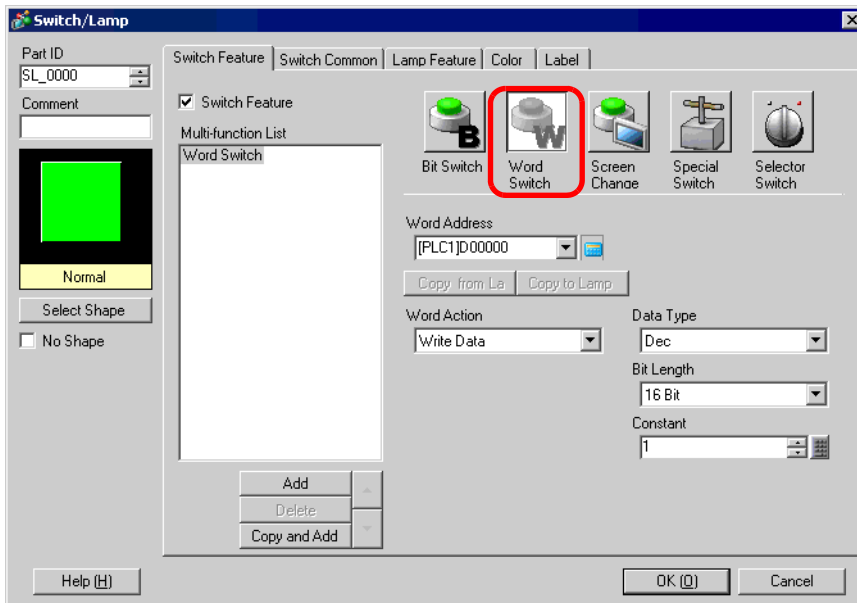 Switch/Lamp
Part ID
SL_0000
Comment
Normal
Select Shape
No Shape
Switch Feature Switch Common Lamp Feature Color Label
Switch Feature
Multi-function List
Word Switch
Add
Delete
Copy and Add
B
Bit Switch
W
Word
Switch
Screen
Change
Special
Switch
Selector
Switch
Word Address
[PLC1]D00000
Copy from La Copy to Lamp
Word Action
Write Data
Data Type
Dec
Bit Length
16 Bit
Constant
1
Help (H)
OK (O)
Cancel